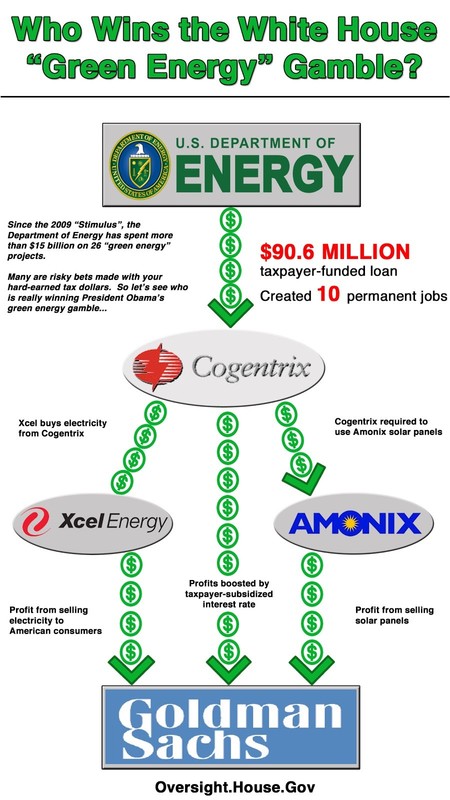 Who Wins the White House
“Green Energy” Gamble?
DEPARTMENT OF ENERGY
UNITED STATES OF AMERICA
U.S. DEPARTMENT OF
ENERGY
Since the 2009 “Stimulus”, the
Department of Energy has spent more
than $15 billion on 26 “green energy”
projects.
Many are risky bets made with your
hard-earned tax dollars. So let’s see who
is really winning President Obama’s
green energy gamble...
$
$
$
$
$90.6 MILLION
taxpayer-funded loan
Created 10 permanent jobs
Cogentrix
Xcel buys electricity
from Cogentrix
$
$
$
$
$
$
$
$
$
$
$
$
$
Cogentrix required to
use Amonix solar panels
Xcel Energy
AMONIX
Profits boosted by
taxpayer-subsidized
interest rate
Profit from selling
electricity to
American consumers
$
$
$
$
$
$
$
$
$
$
Profit from selling
solar panels
Goldman
Sachs
Oversight.House.Gov